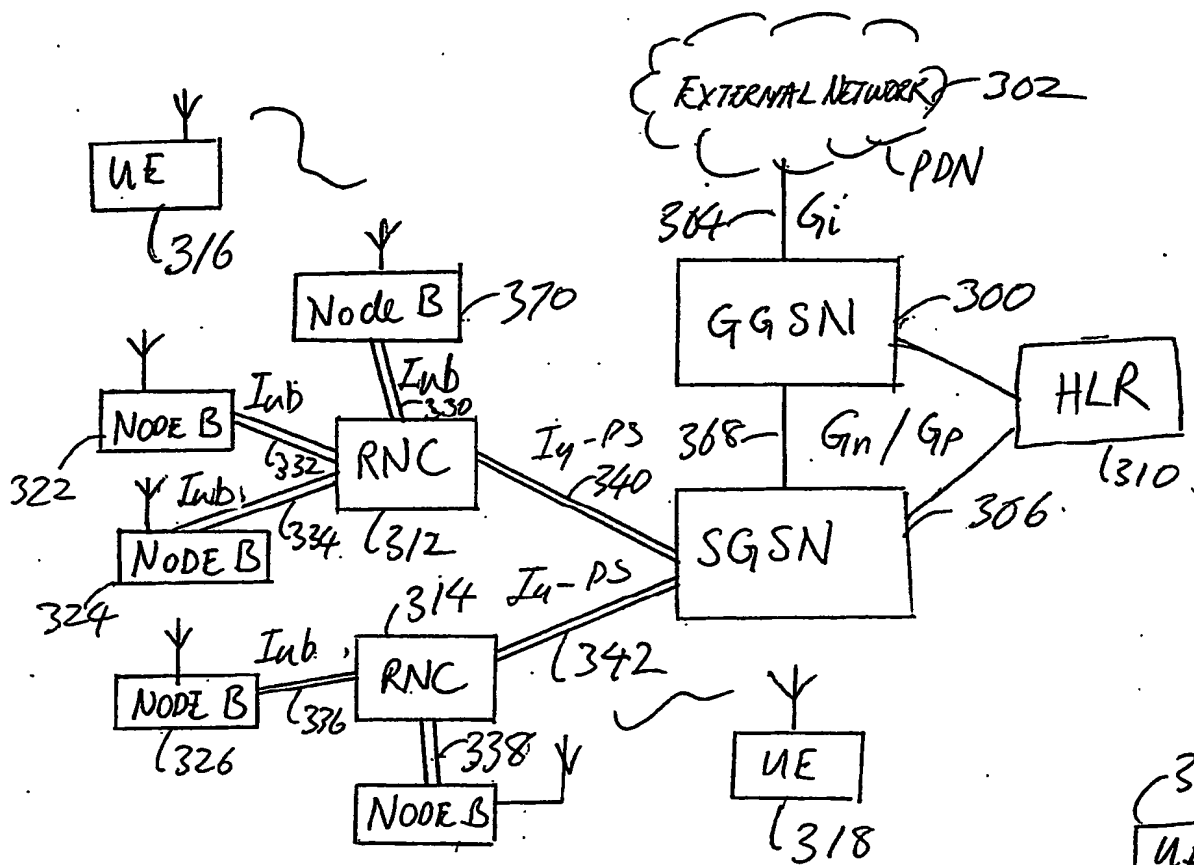 EXTERNAL NETWORK
302
PDN
UE
316
364
Gi
Node B
370
GGSN
300
Iub
330
HLR
310
NODE B
322
Iub
332
RNC
312
Iu-PS
340
368
Gn/Gp
306
NODE B
324
Iub
334
SGSN
314
Iu-PS
342
Iub
RNC
NODE B
326
336
338
NODE B
UE
318
3